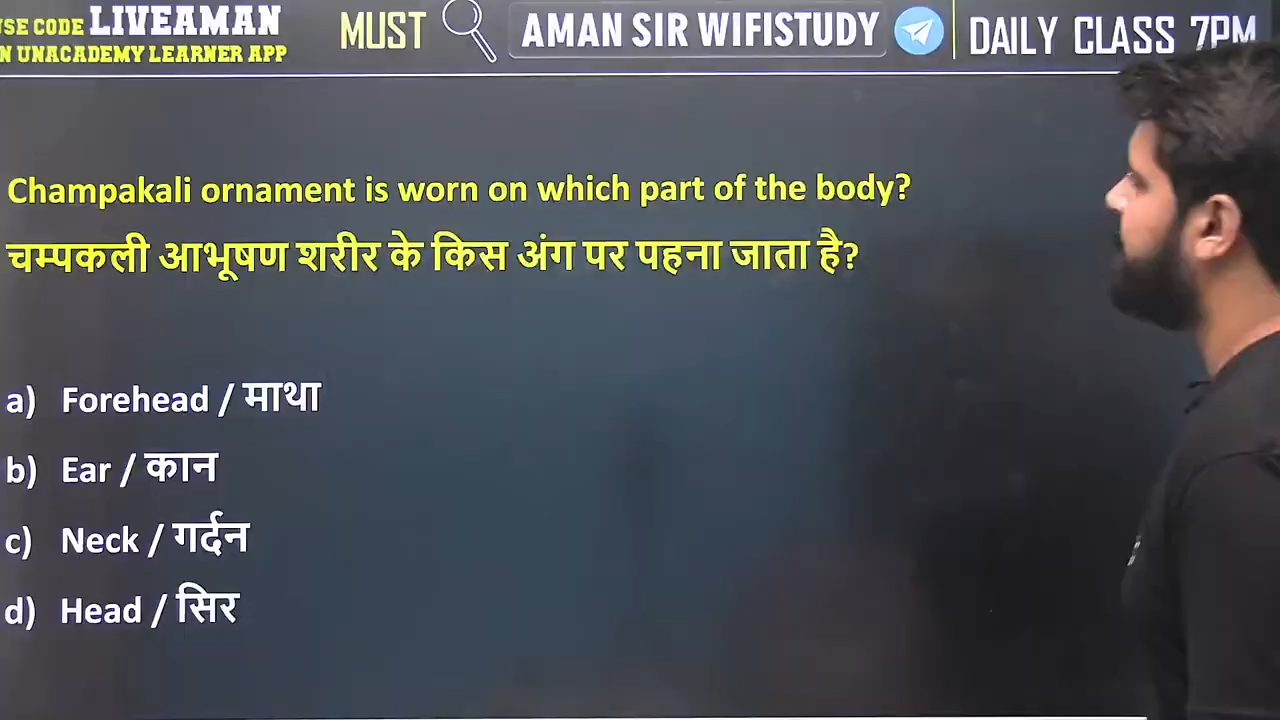 SE CODE LIVEAMAN
N UNACADEMY LEARNER APP
MUST
AMAN SIR WIFISTUDY
DAILY CLASS 7PM
Champakali ornament is worn on which part of the body?
चम्पकली आभूषण शरीर के किस अंग पर पहना जाता है?
a) Forehead / माथा
b) Ear / कान
c) Neck / गर्दन
d) Head / सिर